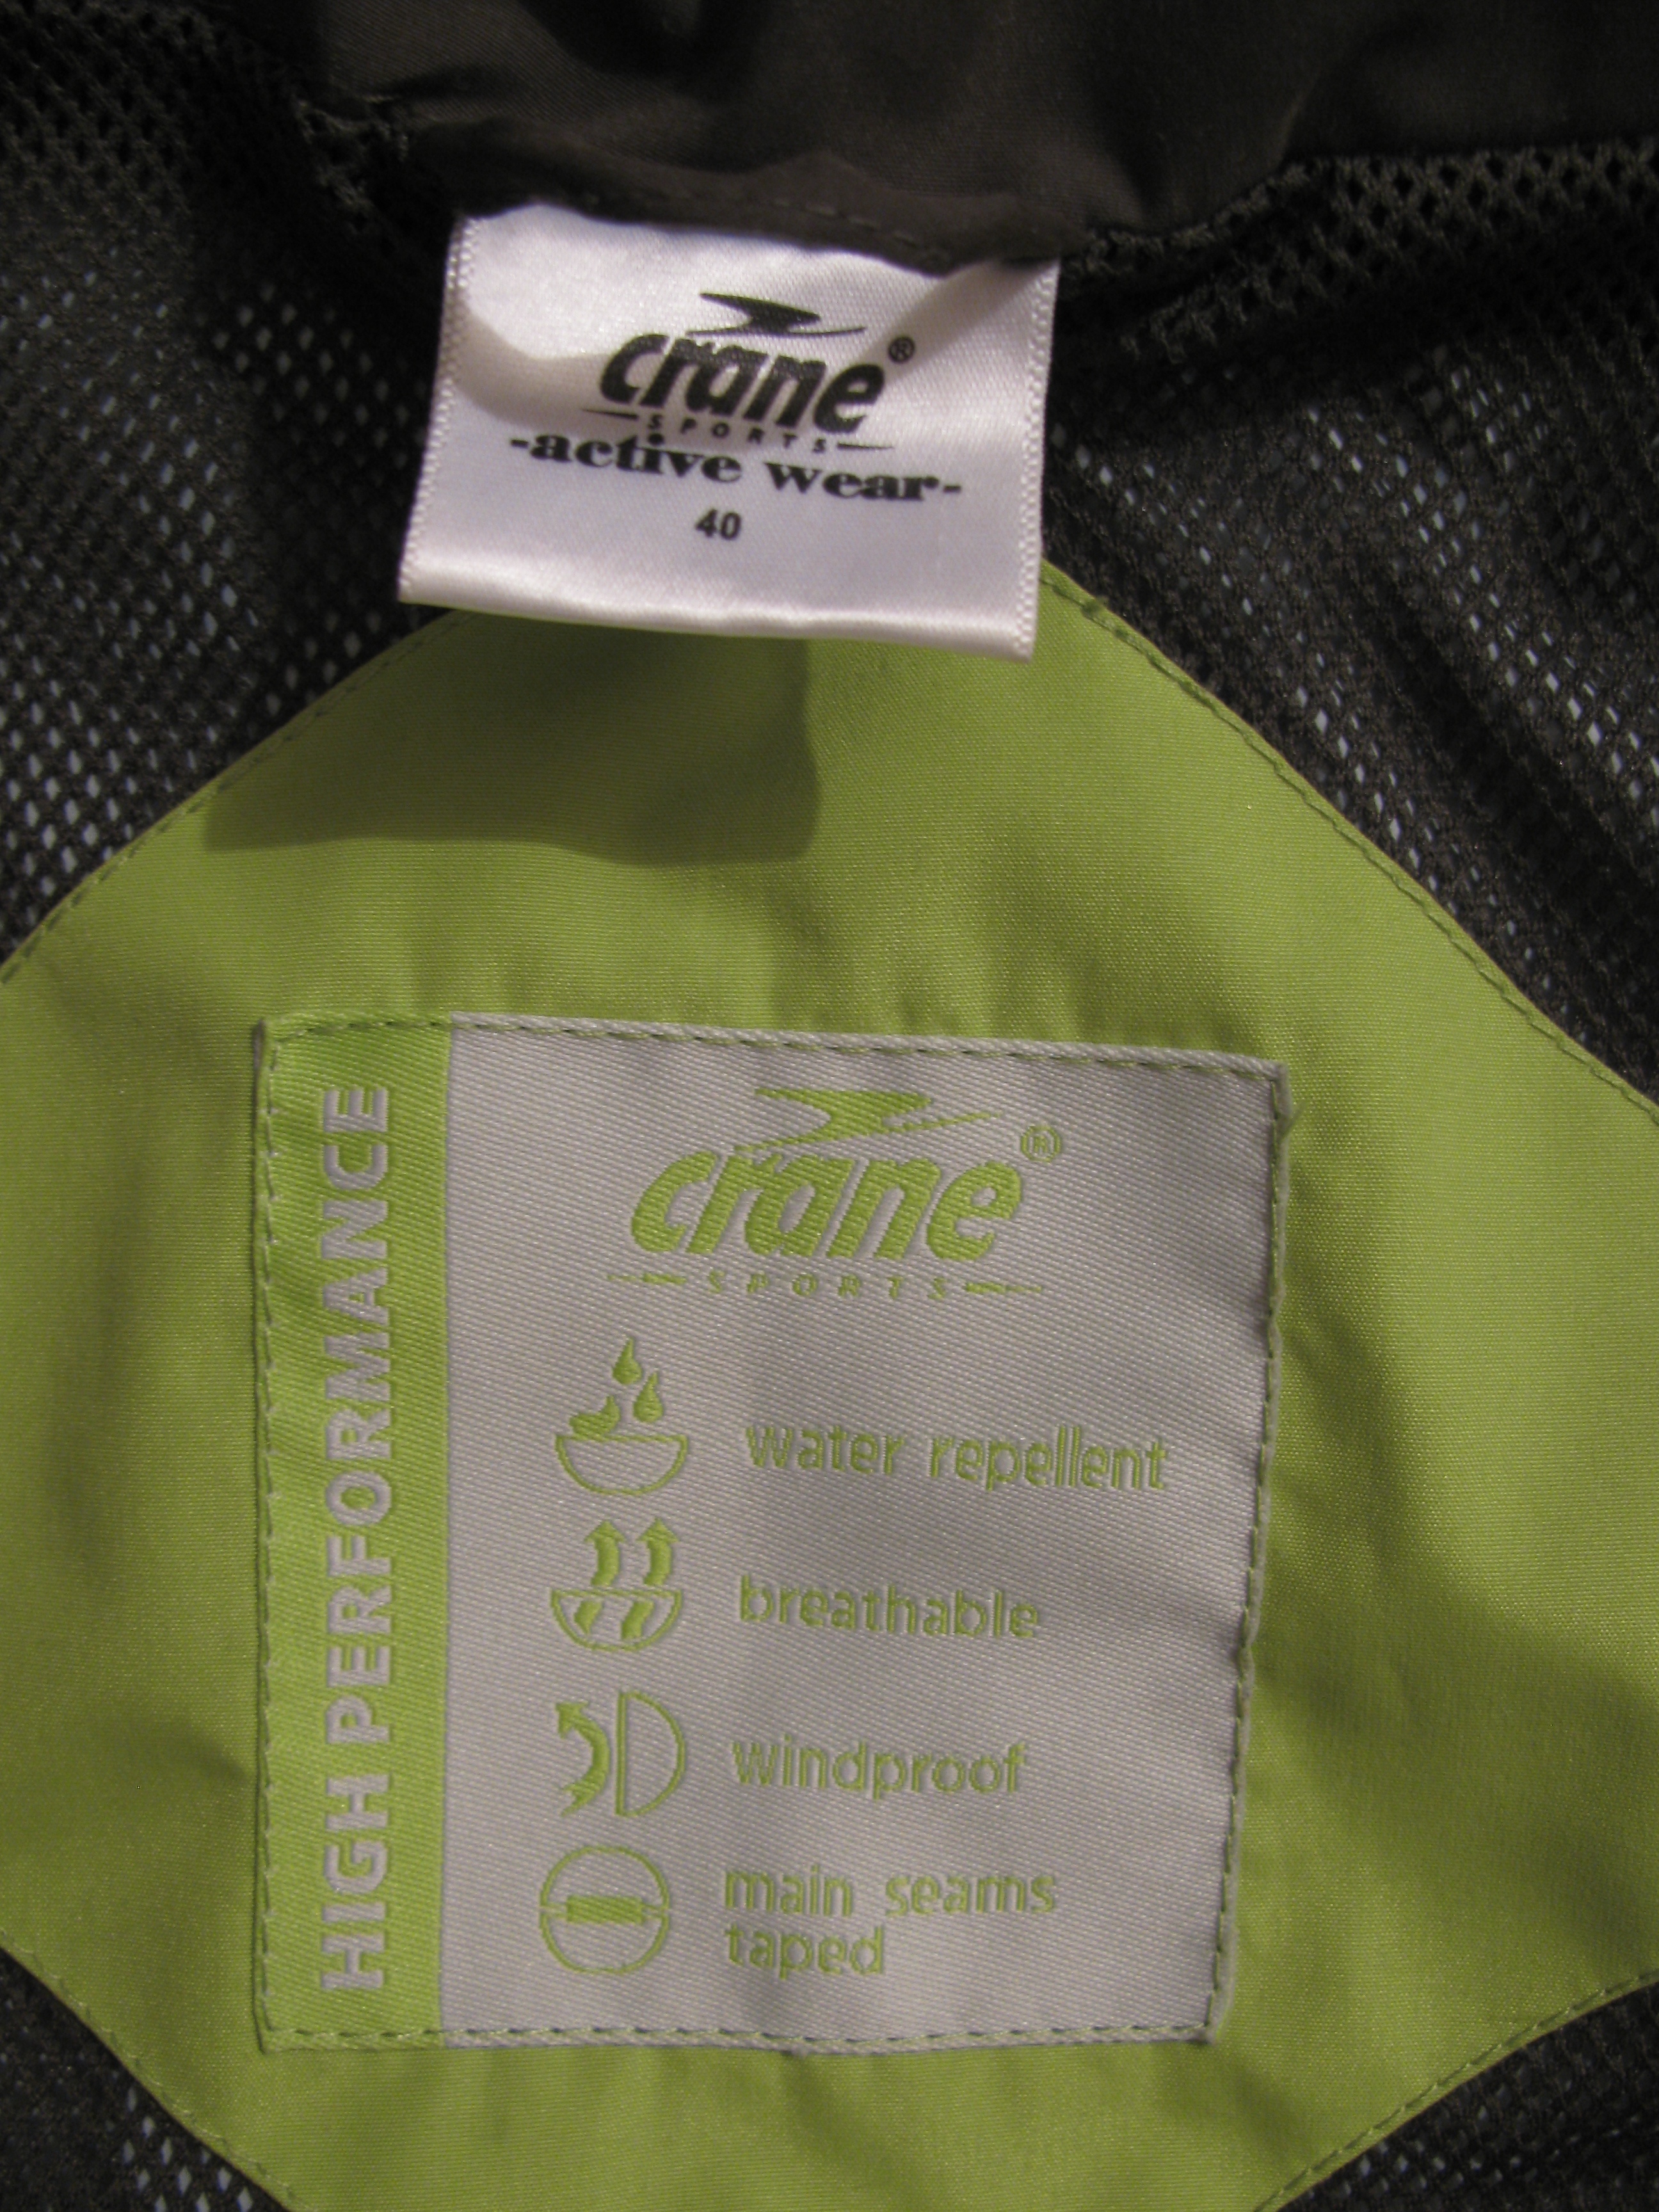 crane®
SPORTS
-active wear-
40
HIGH PERFORMANCE
crane®
SPORTS
water repellent
breathable
windproof
main seams
taped